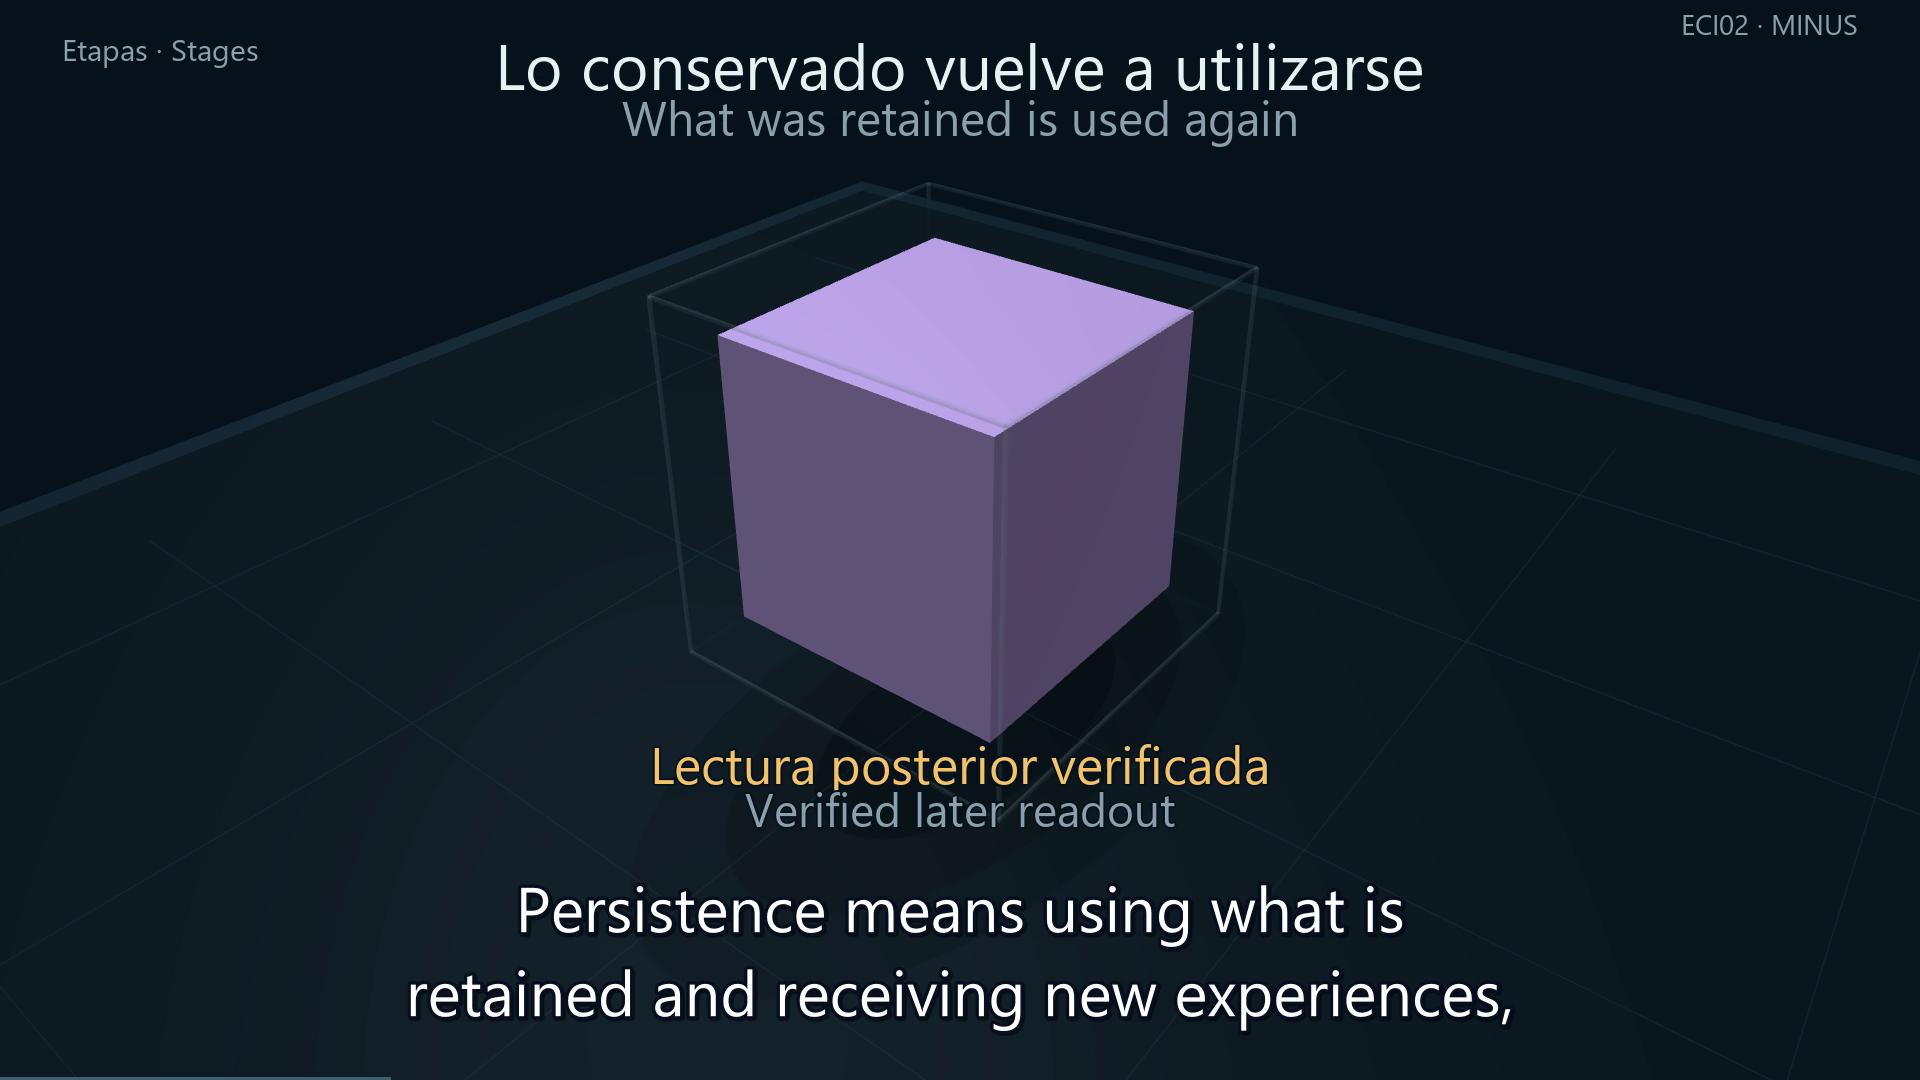 Etapas · Stages
ECI02 · MINUS
Lo conservado vuelve a utilizarse
What was retained is used again
Lectura posterior verificada
Verified later readout
Persistence means using what is
retained and receiving new experiences,